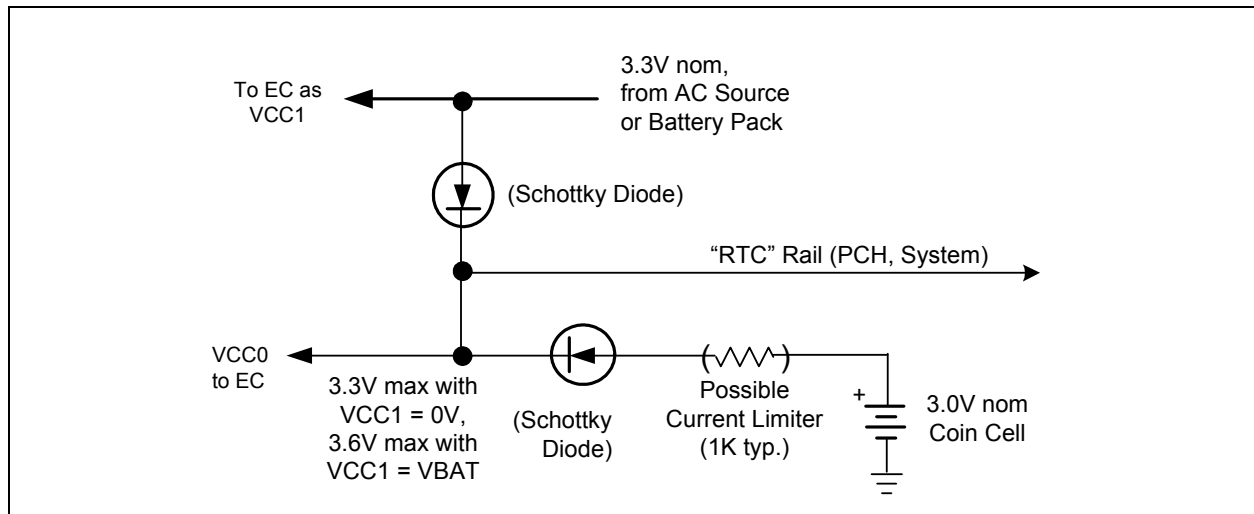 3.3V nom,
from AC Source
or Battery Pack
To EC as
VCC1
(Schottky Diode)
“RTC” Rail (PCH, System)
VCC0
to EC
3.3V max with
VCC1 = 0V,
3.6V max with
VCC1 = VBAT
(Schottky
Diode)
( )
Possible
Current Limiter
(1K typ.)
+
3.0V nom
Coin Cell